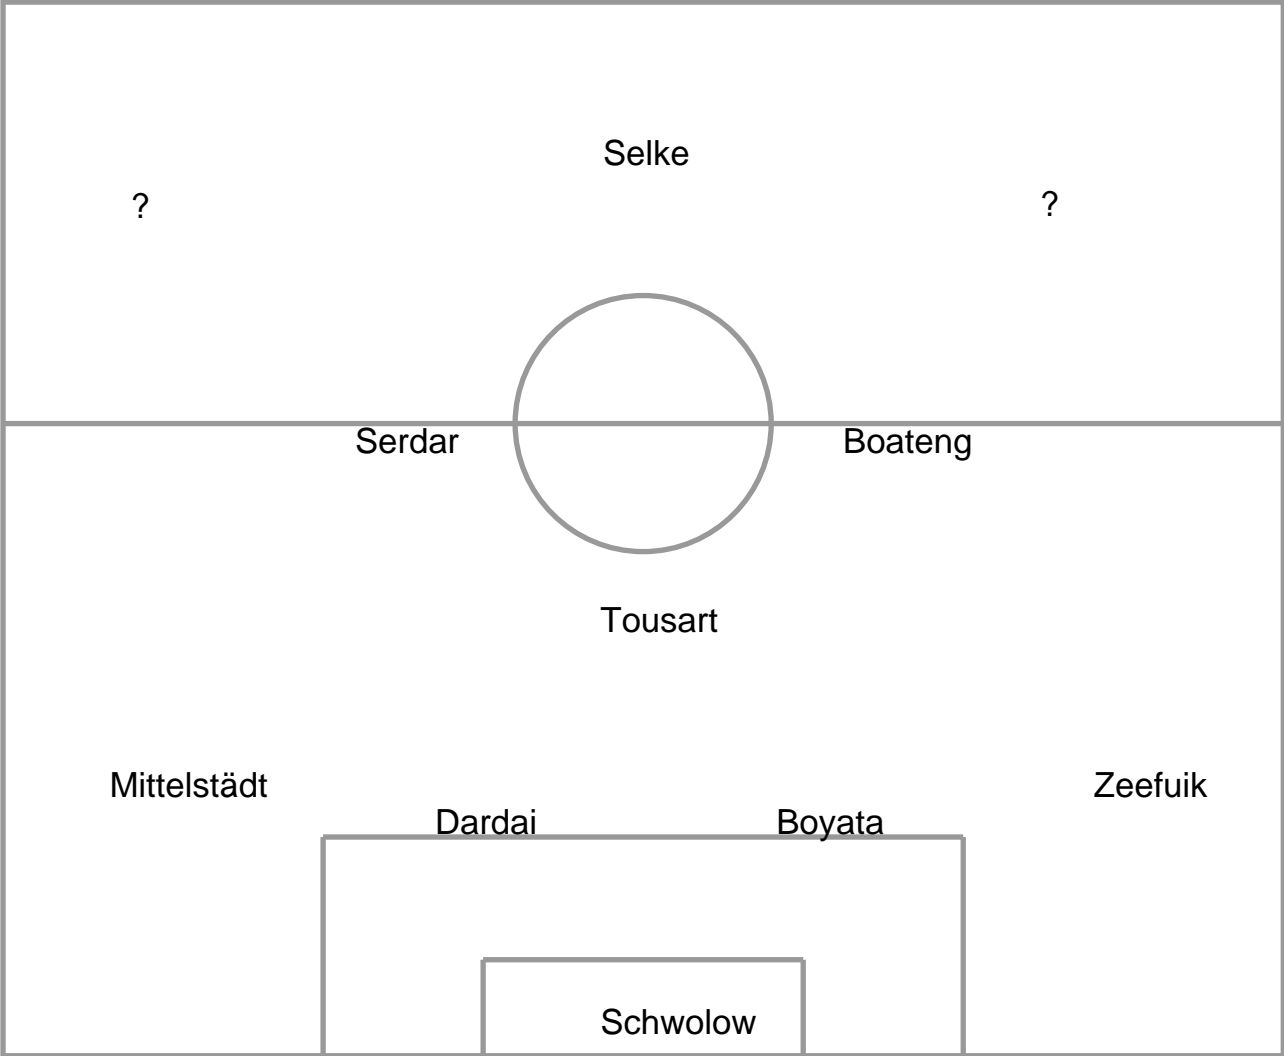 Selke
?
?
Serdar
Boateng
Tousart
Mittelstädt
Zeefuik
Dardai
Boyata
Schwolow